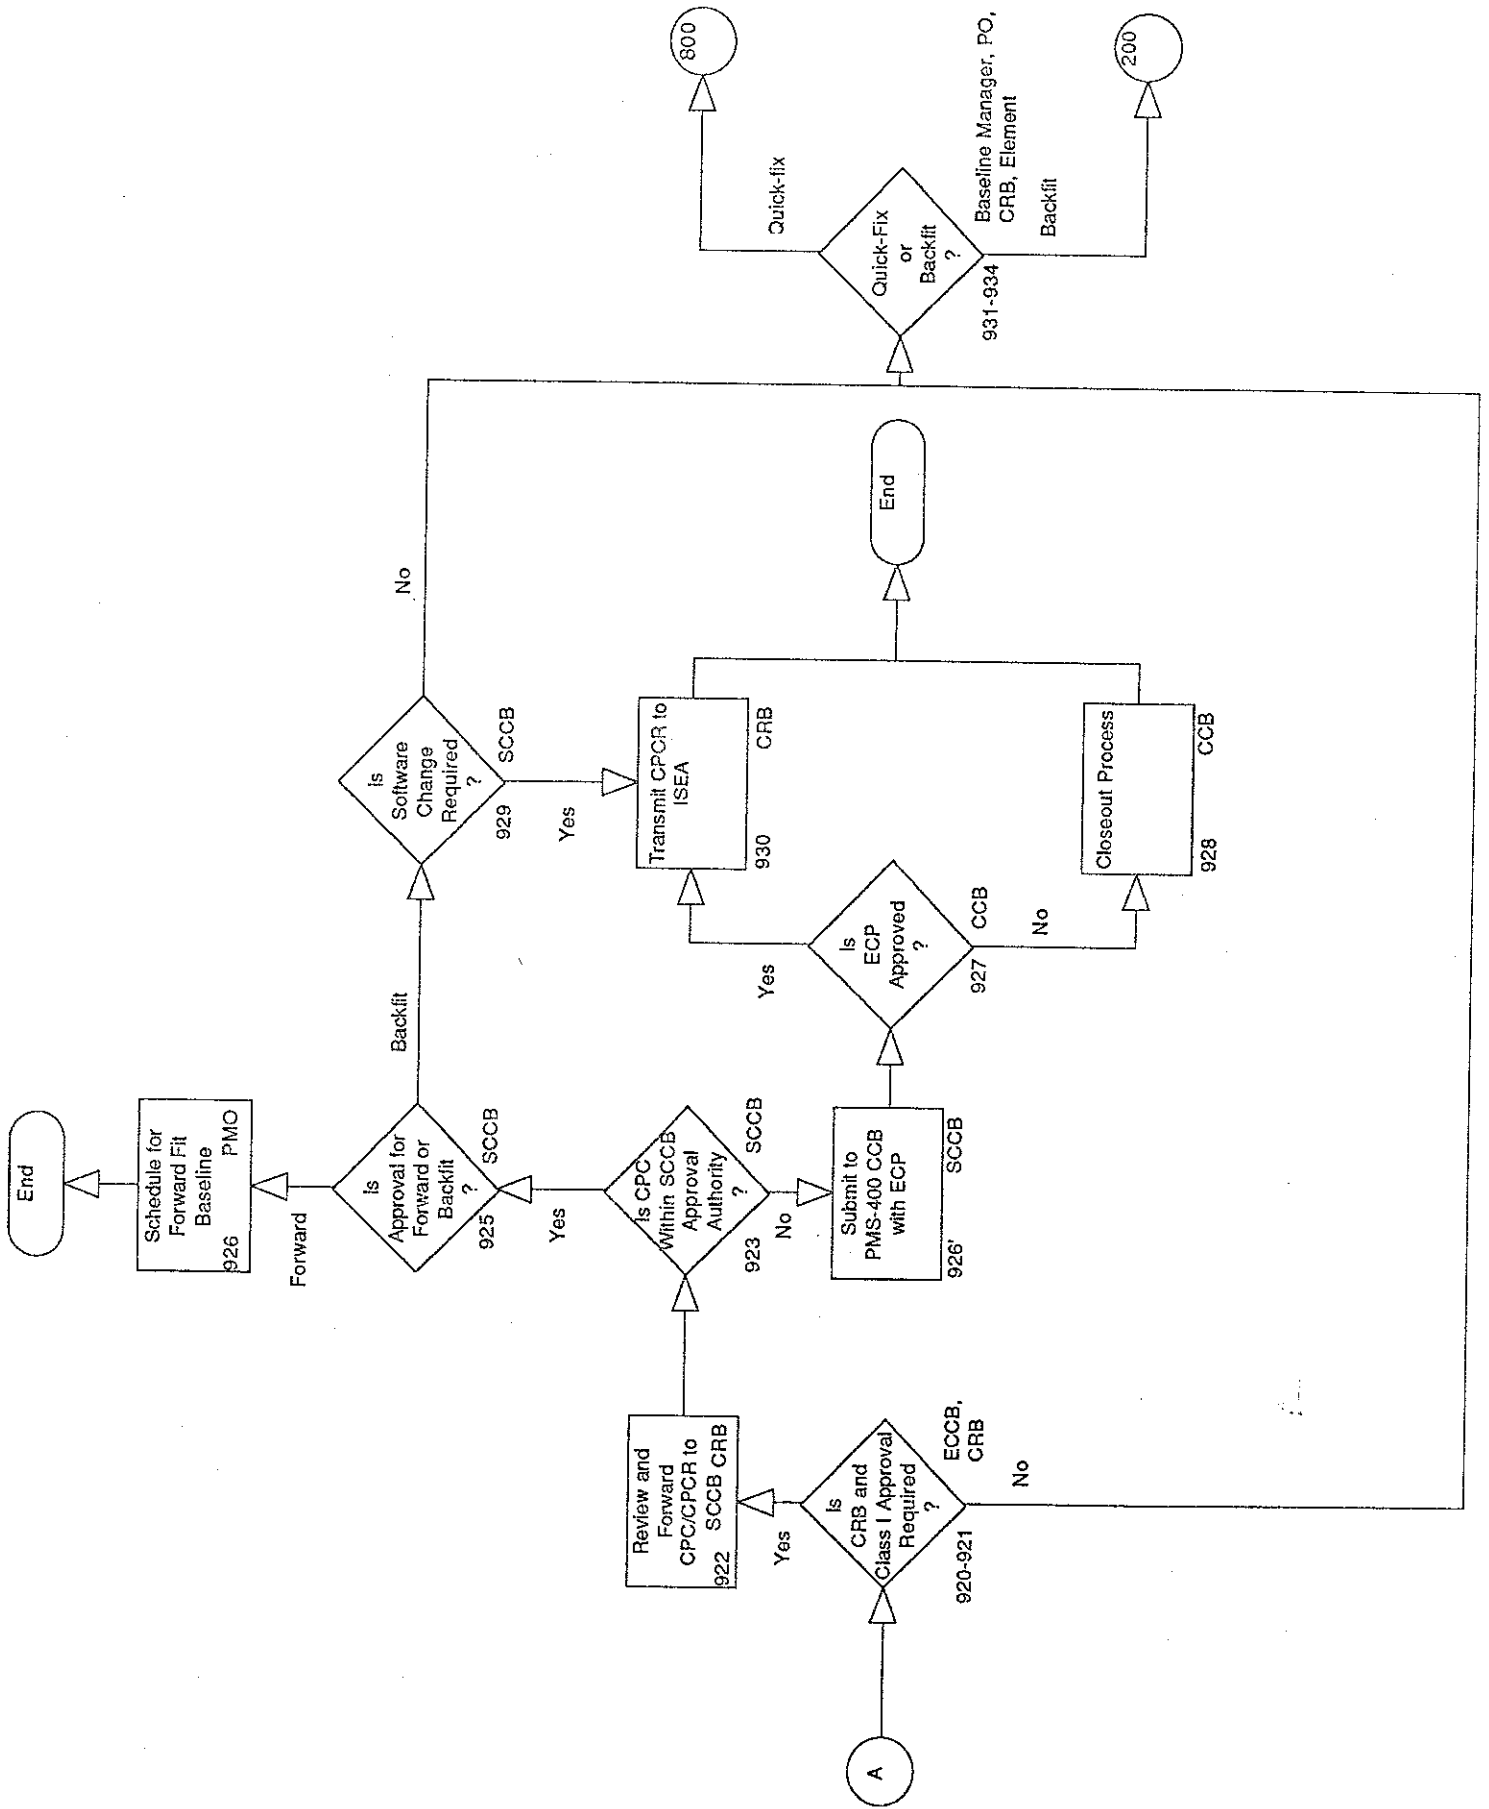 A
Is
CRB and
Class I Approval
Required
?
920-921
ECCB,
CRB
Yes
No
Review and
Forward
CPC/CPCR to
SCCB CRB
922
Is CPC
Within SCCB
Approval
Authority
?
923
SCCB
Yes
No
Is
Approval for
Forward or
Backfit
?
925
SCCB
Forward
Backfit
Schedule for
Forward Fit
Baseline
926 PMO
End
Submit to
PMS-400 CCB
with ECP
926'
SCCB
Is
ECP
Approved
?
927
CCB
Yes
No
Closeout Process
928
CCB
Is
Software
Change
Required
?
929
SCCB
Yes
No
Transmit CPCR to
ISEA
930
CRB
End
Quick-Fix
or
Backfit
?
931-934
Baseline Manager, PO,
CRB, Element
Quick-fix
Backfit
800
200